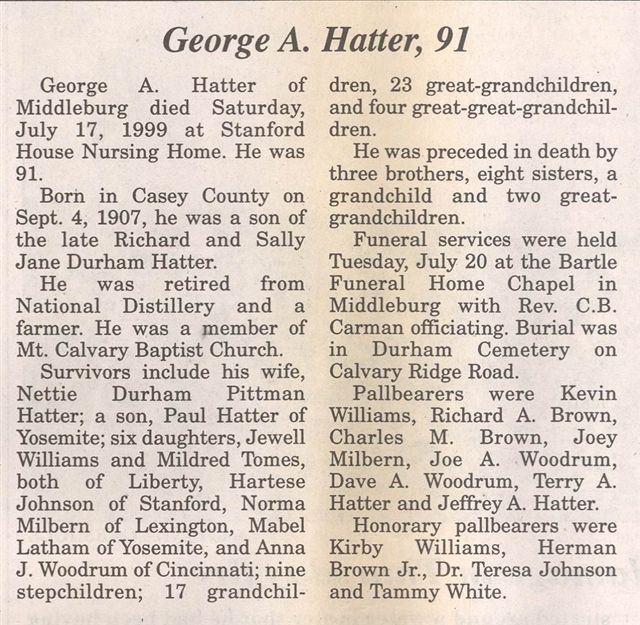 George A. Hatter, 91
George A. Hatter of
Middleburg died Saturday,
July 17, 1999 at Stanford
House Nursing Home. He was
91.
Born in Casey County on
Sept. 4, 1907, he was a son of
the late Richard and Sally
Jane Durham Hatter.
He was retired from
National Distillery and a
farmer. He was a member of
Mt. Calvary Baptist Church.
Survivors include his wife,
Nettie Durham Pittman
Hatter; a son, Paul Hatter of
Yosemite; six daughters, Jewell
Williams and Mildred Tomes,
both of Liberty, Hartese
Johnson of Stanford, Norma
Milbern of Lexington, Mabel
Latham of Yosemite, and Anna
J. Woodrum of Cincinnati; nine
stepchildren; 17 grandchil-
dren, 23 great-grandchildren,
and four great-great-grandchil-
dren.
He was preceded in death by
three brothers, eight sisters, a
grandchild and two great-
grandchildren.
Funeral services were held
Tuesday, July 20 at the Bartle
Funeral Home Chapel in
Middleburg with Rev. C.B.
Carman officiating. Burial was
in Durham Cemetery on
Calvary Ridge Road.
Pallbearers were Kevin
Williams, Richard A. Brown,
Charles M. Brown, Joey
Milbern, Joe A. Woodrum,
Dave A. Woodrum, Terry A.
Hatter and Jeffrey A. Hatter.
Honorary pallbearers were
Kirby Williams, Herman
Brown Jr., Dr. Teresa Johnson
and Tammy White.